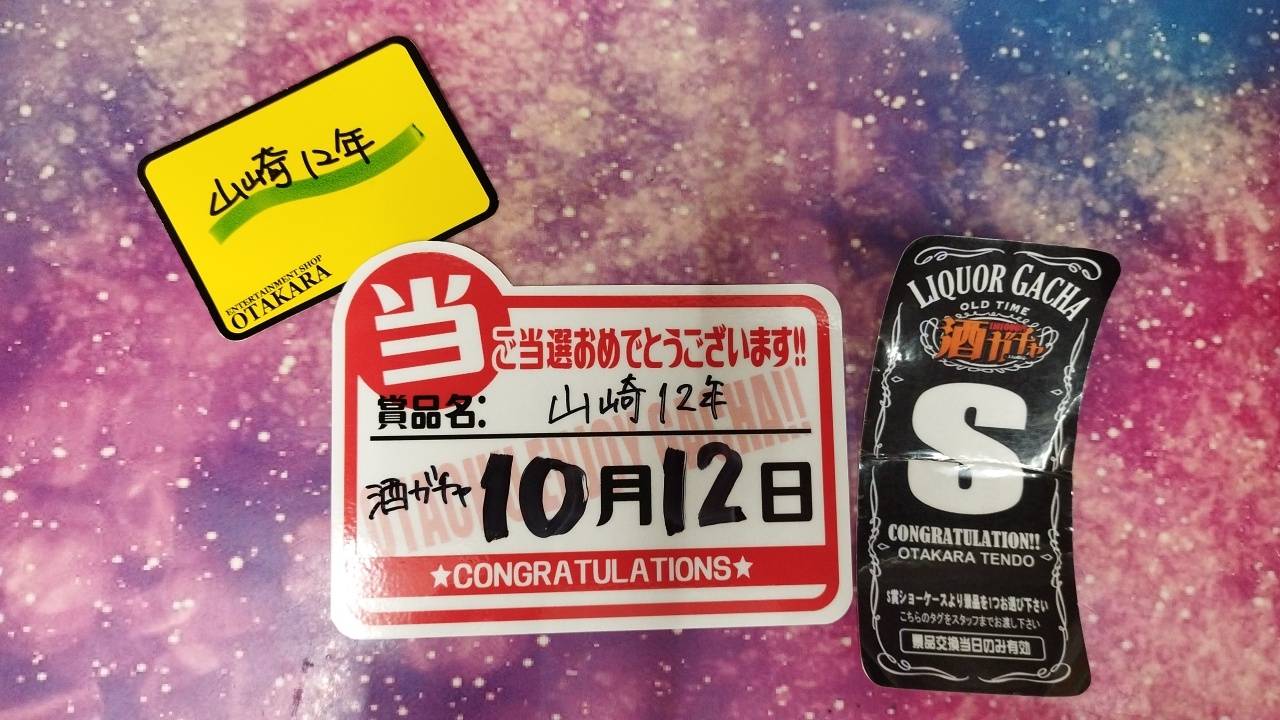 山崎12年
ENTERTAINMENT SHOP
OTAKARA
当
ご当選おめでとうございます!!
賞品名: 山崎12年
酒ガチャ 10月12日
★CONGRATULATIONS★
LIQUOR GACHA
OLD TIME
酒ガチャ
S
CONGRATULATION!!
OTAKARA TENDO
S賞ショーケースより景品を1つお選び下さい
こちらのタグをスタッフまでお渡し下さい
景品交換当日のみ有効